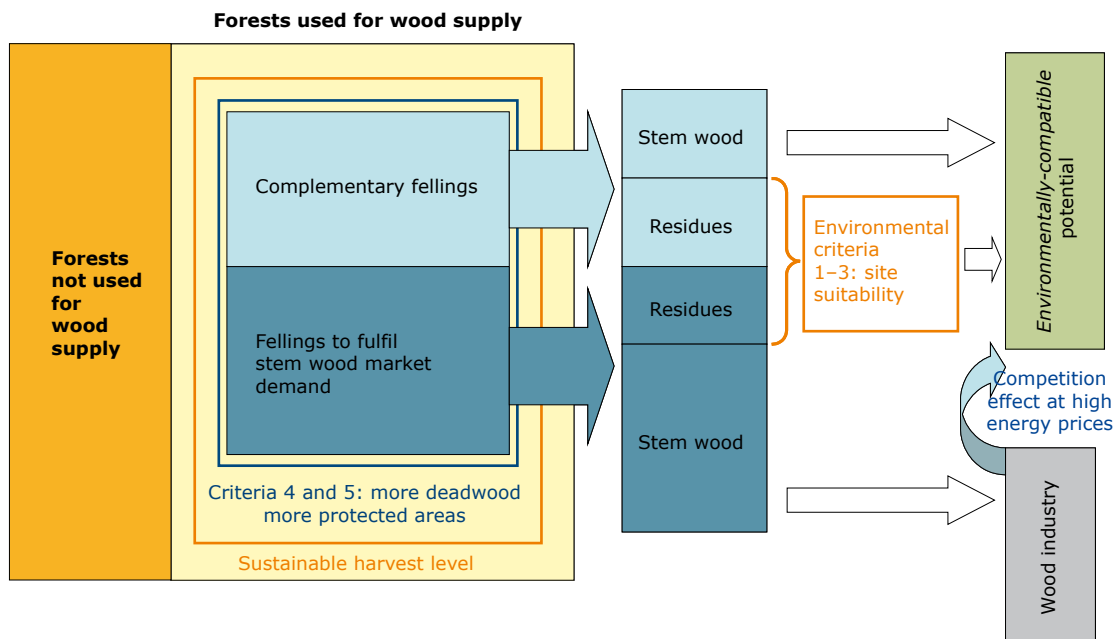 Forests used for wood supply
Forests
not used
for
wood
supply
Complementary fellings
Fellings to fulfil
stem wood market
demand
Criteria 4 and 5: more deadwood
more protected areas
Sustainable harvest level
Stem wood
Residues
Residues
Stem wood
Environmental
criteria
1–3: site
suitability
Environmentally-compatible
potential
Competition
effect at high
energy prices
Wood industry